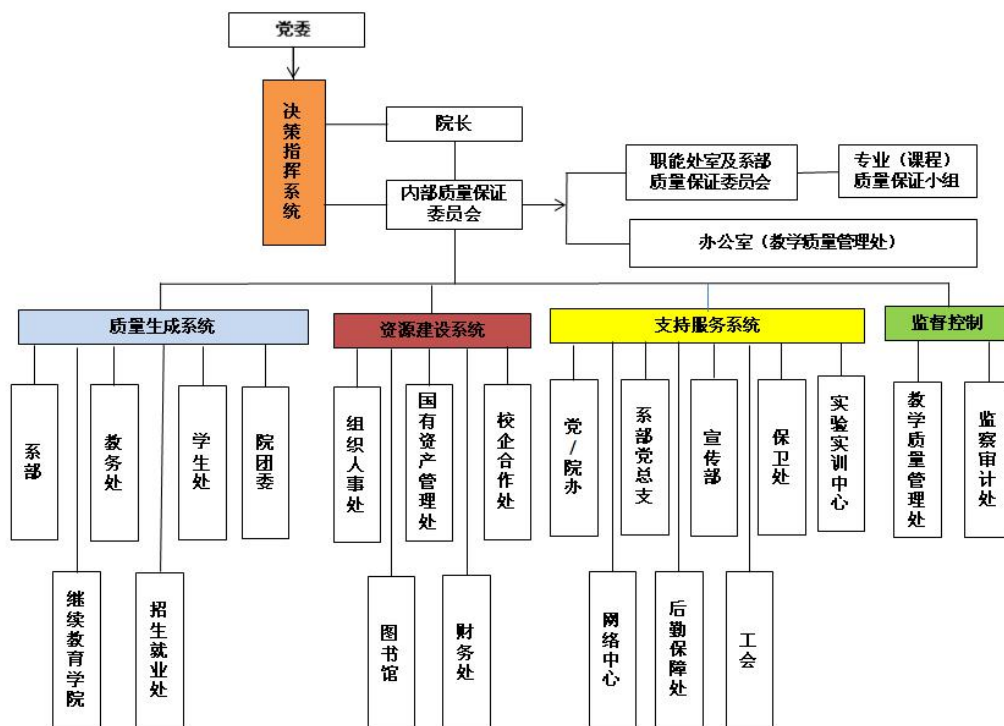 党委
决策指挥系统
院长
内部质量保证
委员会
职能处室及系部
质量保证委员会
专业（课程）
质量保证小组
办公室（教学质量管理处）
质量生成系统
资源建设系统
支持服务系统
监督控制
系部
教务处
学生处
院团委
组织人事处
国有资产管理处
校企合作处
党/院办
系部党总支
宣传部
保卫处
实验实训中心
教学质量管理处
监察审计处
继续教育学院
招生就业处
图书馆
财务处
网络中心
后勤保障处
工会